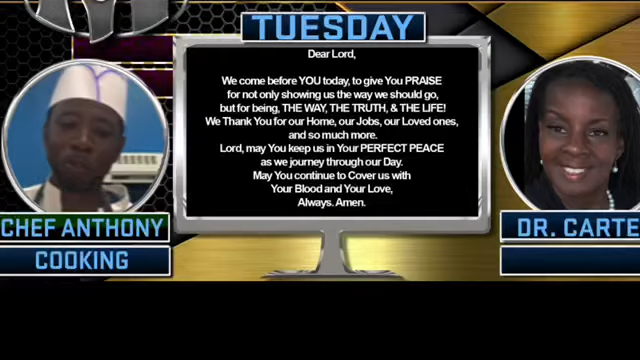 TUESDAY
Dear Lord,
We come before YOU today, to give You PRAISE
for not only showing us the way we should go,
but for being, THE WAY, THE TRUTH, & THE LIFE!
We Thank You for our Home, our Jobs, our Loved ones,
and so much more.
Lord, may You keep us in Your PERFECT PEACE
as we journey through our Day.
May You continue to Cover us with
Your Blood and Your Love,
Always. Amen.
CHEF ANTHONY
COOKING
DR. CARTE